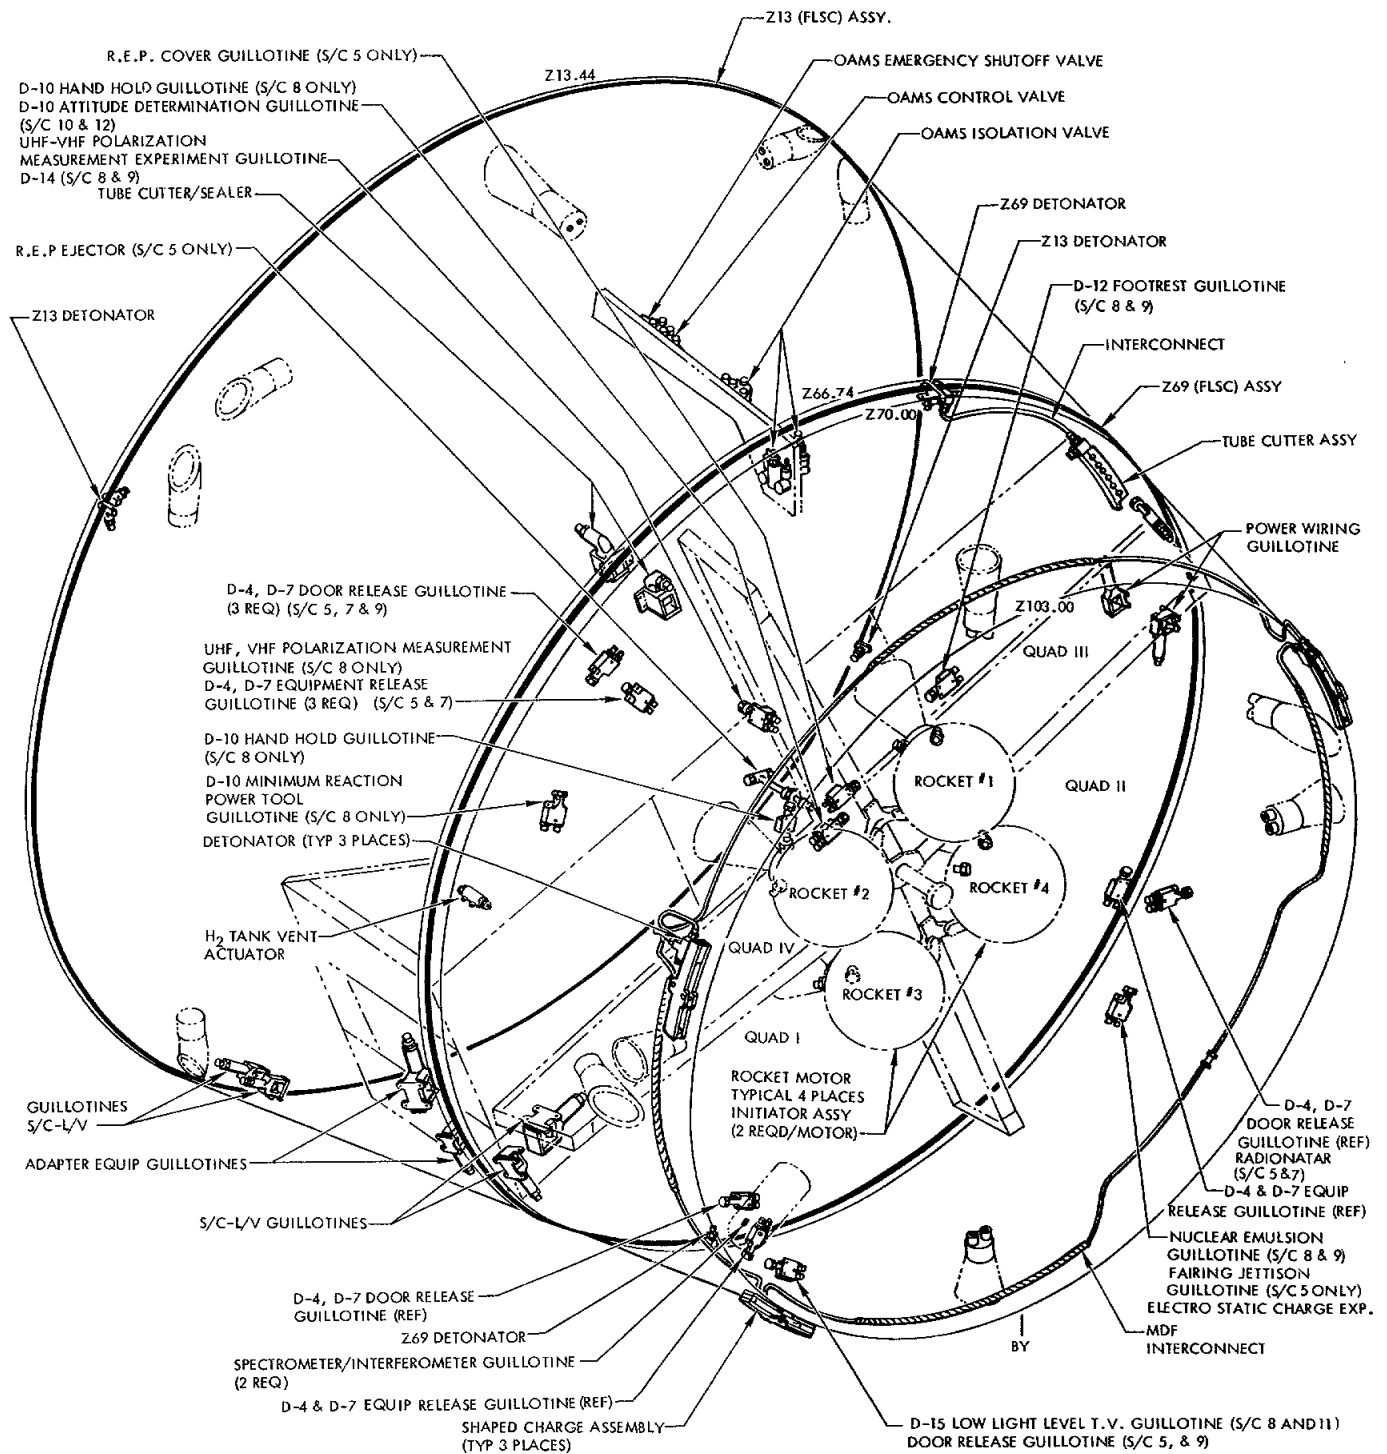 Z13 (FLSC) ASSY.
R.E.P. COVER GUILLOTINE (S/C 5 ONLY)
Z13.44
OAMS EMERGENCY SHUTOFF VALVE
D-10 HAND HOLD GUILLOTINE (S/C 8 ONLY)
D-10 ATTITUDE DETERMINATION GUILLOTINE
(S/C 10 & 12)
OAMS CONTROL VALVE
UHF-VHF POLARIZATION
MEASUREMENT EXPERIMENT GUILLOTINE
D-14 (S/C 8 & 9)
OAMS ISOLATION VALVE
TUBE CUTTER/SEALER
Z69 DETONATOR
R.E.P EJECTOR (S/C 5 ONLY)
Z13 DETONATOR
D-12 FOOTREST GUILLOTINE
(S/C 8 & 9)
Z13 DETONATOR
INTERCONNECT
Z66.74
Z70.00
Z69 (FLSC) ASSY
TUBE CUTTER ASSY
POWER WIRING
GUILLOTINE
D-4, D-7 DOOR RELEASE GUILLOTINE
(3 REQ) (S/C 5, 7 & 9)
Z103.00
QUAD III
UHF, VHF POLARIZATION MEASUREMENT
GUILLOTINE (S/C 8 ONLY)
D-4, D-7 EQUIPMENT RELEASE
GUILLOTINE (3 REQ) (S/C 5 & 7)
D-10 HAND HOLD GUILLOTINE
(S/C 8 ONLY)
D-10 MINIMUM REACTION
POWER TOOL
GUILLOTINE (S/C 8 ONLY)
DETONATOR (TYP 3 PLACES)
ROCKET #1
QUAD II
ROCKET #2
ROCKET #4
H2 TANK VENT
ACTUATOR
QUAD IV
ROCKET #3
QUAD I
ROCKET MOTOR
TYPICAL 4 PLACES
INITIATOR ASSY
(2 REQD/MOTOR)
GUILLOTINES
S/C-L/V
ADAPTER EQUIP GUILLOTINES
S/C-L/V GUILLOTINES
D-4, D-7
DOOR RELEASE
GUILLOTINE (REF)
RADIONATAR
(S/C 5 & 7)
D-4 & D-7 EQUIP
RELEASE GUILLOTINE (REF)
NUCLEAR EMULSION
GUILLOTINE (S/C 8 & 9)
FAIRING JETTISON
GUILLOTINE (S/C 5 ONLY)
ELECTRO STATIC CHARGE EXP.
MDF
INTERCONNECT
BY
D-4, D-7 DOOR RELEASE
GUILLOTINE (REF)
Z69 DETONATOR
SPECTROMETER/INTERFEROMETER GUILLOTINE
(2 REQ)
D-4 & D-7 EQUIP RELEASE GUILLOTINE (REF)
SHAPED CHARGE ASSEMBLY
(TYP 3 PLACES)
D-15 LOW LIGHT LEVEL T.V. GUILLOTINE (S/C 8 AND 11)
DOOR RELEASE GUILLOTINE (S/C 5, & 9)